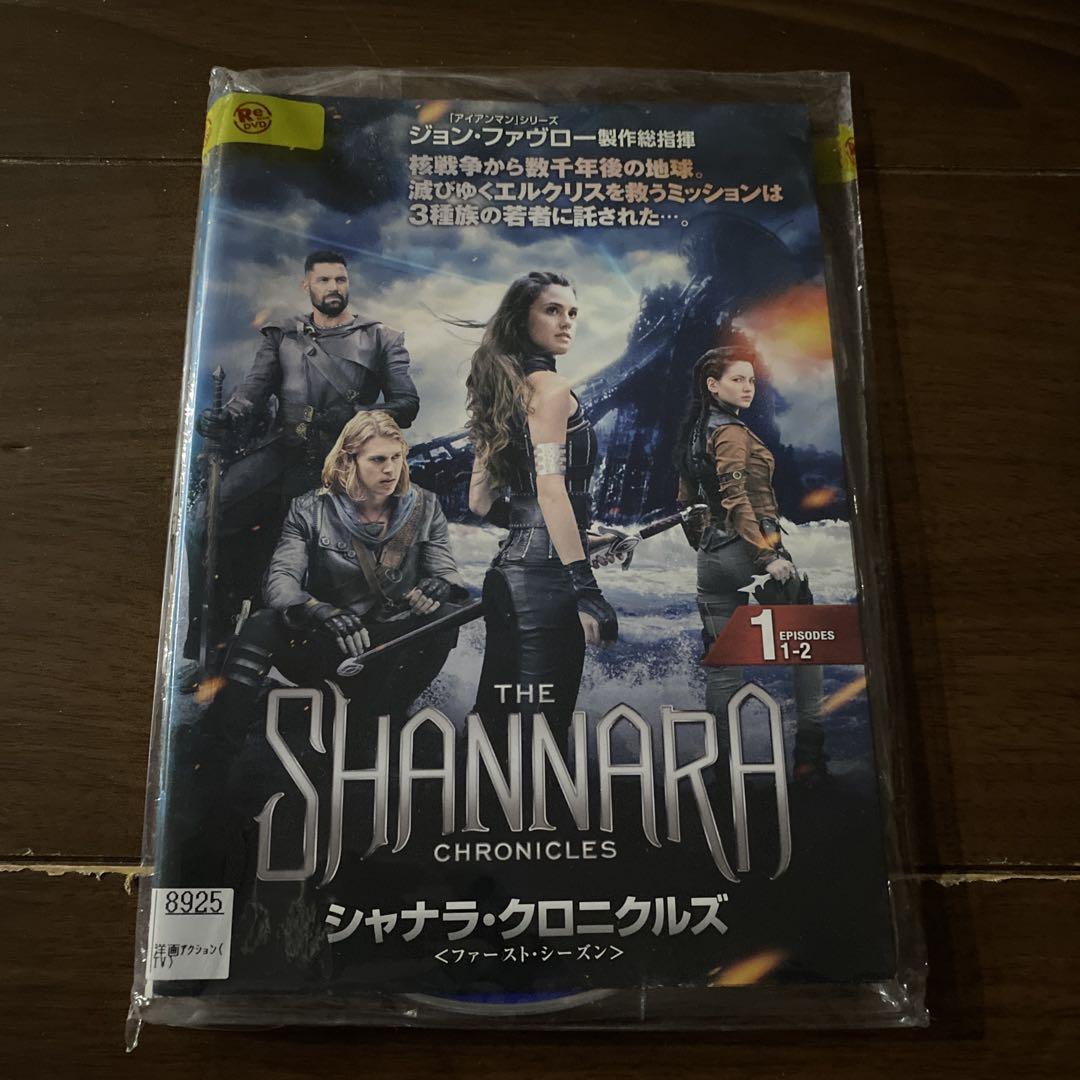 Re
DVD
「アイアンマン」シリーズ
ジョン・ファヴロー製作総指揮
核戦争から数千年後の地球。
滅びゆくエルクリスを救うミッションは
3種族の若者に託された…。
1 EPISODES
1-2
THE
SHANNARA
CHRONICLES
シャナラ・クロニクルズ
<ファースト・シーズン>
8925
洋画アクション(
TV)